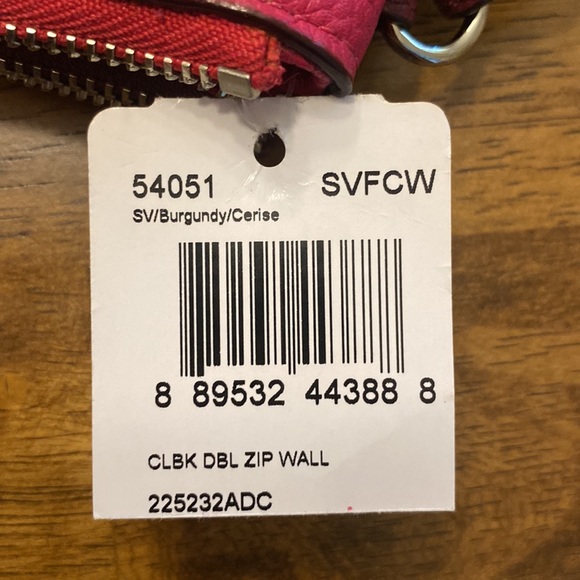 54051 SVFCW
SV/Burgundy/Cerise
8 89532 44388 8
CLBK DBL ZIP WALL
225232ADC